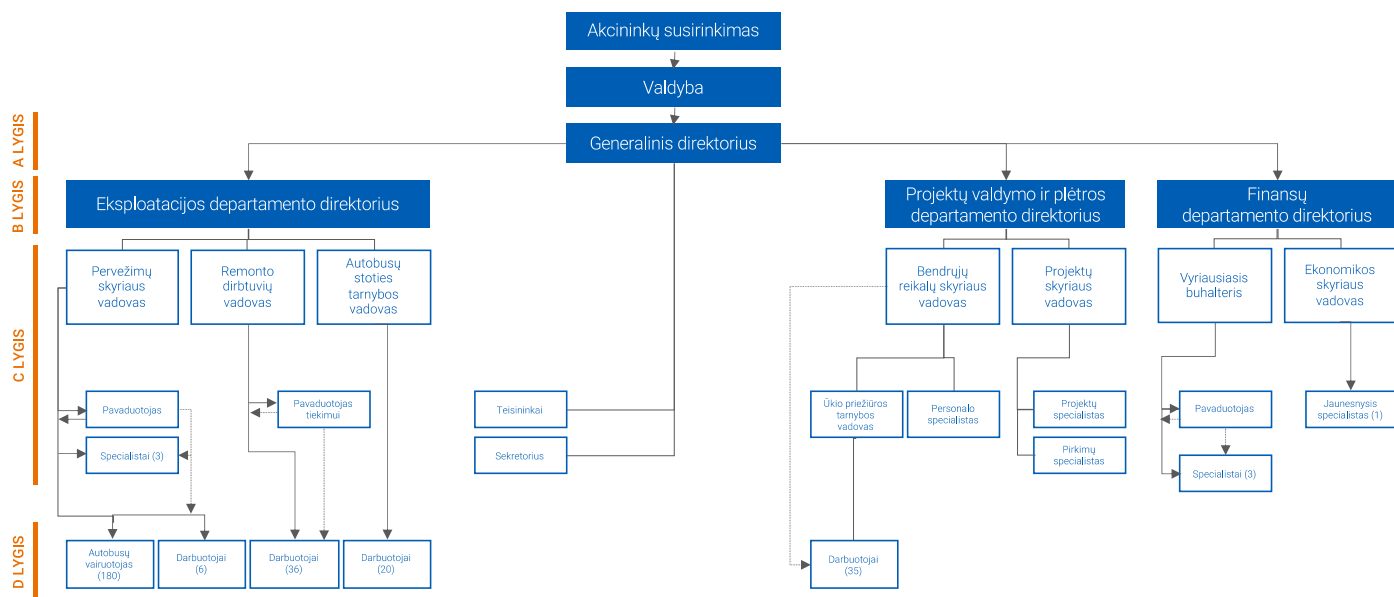 Akcininkų susirinkimas
Valdyba
A LYGIS
Generalinis direktorius
B LYGIS
Eksploatacijos departamento direktorius
Projektų valdymo ir plėtros
departamento direktorius
Finansų
departamento direktorius
C LYGIS
Pervežimų
skyriaus
vadovas
Remonto
dirbtuvių
vadovas
Autobusų
stoties
tarnybos
vadovas
Bendrųjų
reikalų skyriaus
vadovas
Projektų
skyriaus
vadovas
Vyriausiasis
buhalteris
Ekonomikos
skyriaus
vadovas
Pavaduotojas
Pavaduotojas
tiekimui
Teisininkai
Ūkio priežiūros
tarnybos
vadovas
Personalo
specialistas
Projektų
specialistas
Pavaduotojas
Jaunesnysis
specialistas (1)
Specialistai (3)
Sekretorius
Pirkimų
specialistas
Specialistai (3)
D LYGIS
Autobusų
vairuotojas
(180)
Darbuotojai
(6)
Darbuotojai
(36)
Darbuotojai
(20)
Darbuotojai
(35)